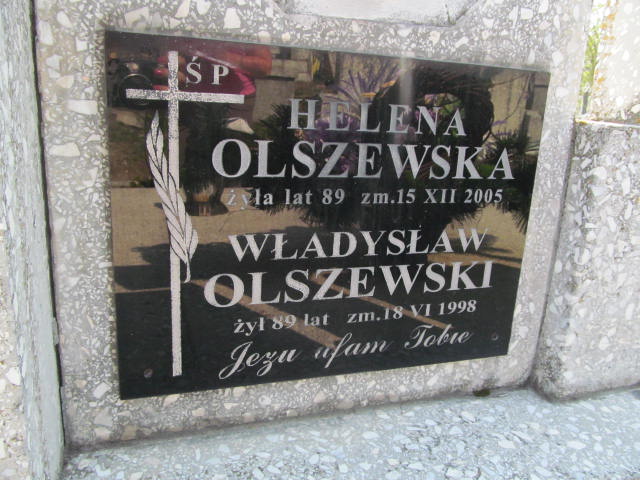 ŚP
HELENA
OLSZEWSKA
żyła lat 89 zm.15 XII 2005
WŁADYSŁAW
OLSZEWSKI
żył 89 lat zm.18 VI 1998
Jezu ufam Tobie